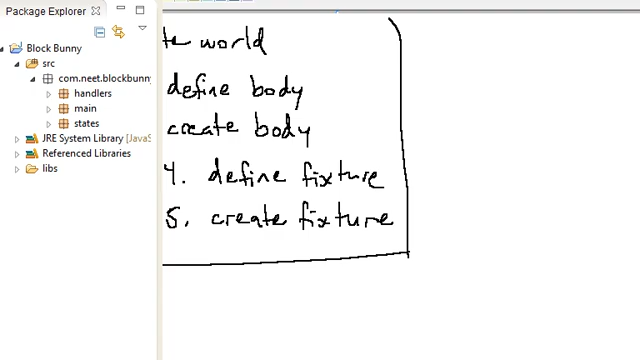 Package Explorer
Block Bunny
src
com.neet.blockbunny
handlers
main
states
JRE System Library [JavaS
Referenced Libraries
libs
te world
define body
create body
4. define fixture
5. create fixture